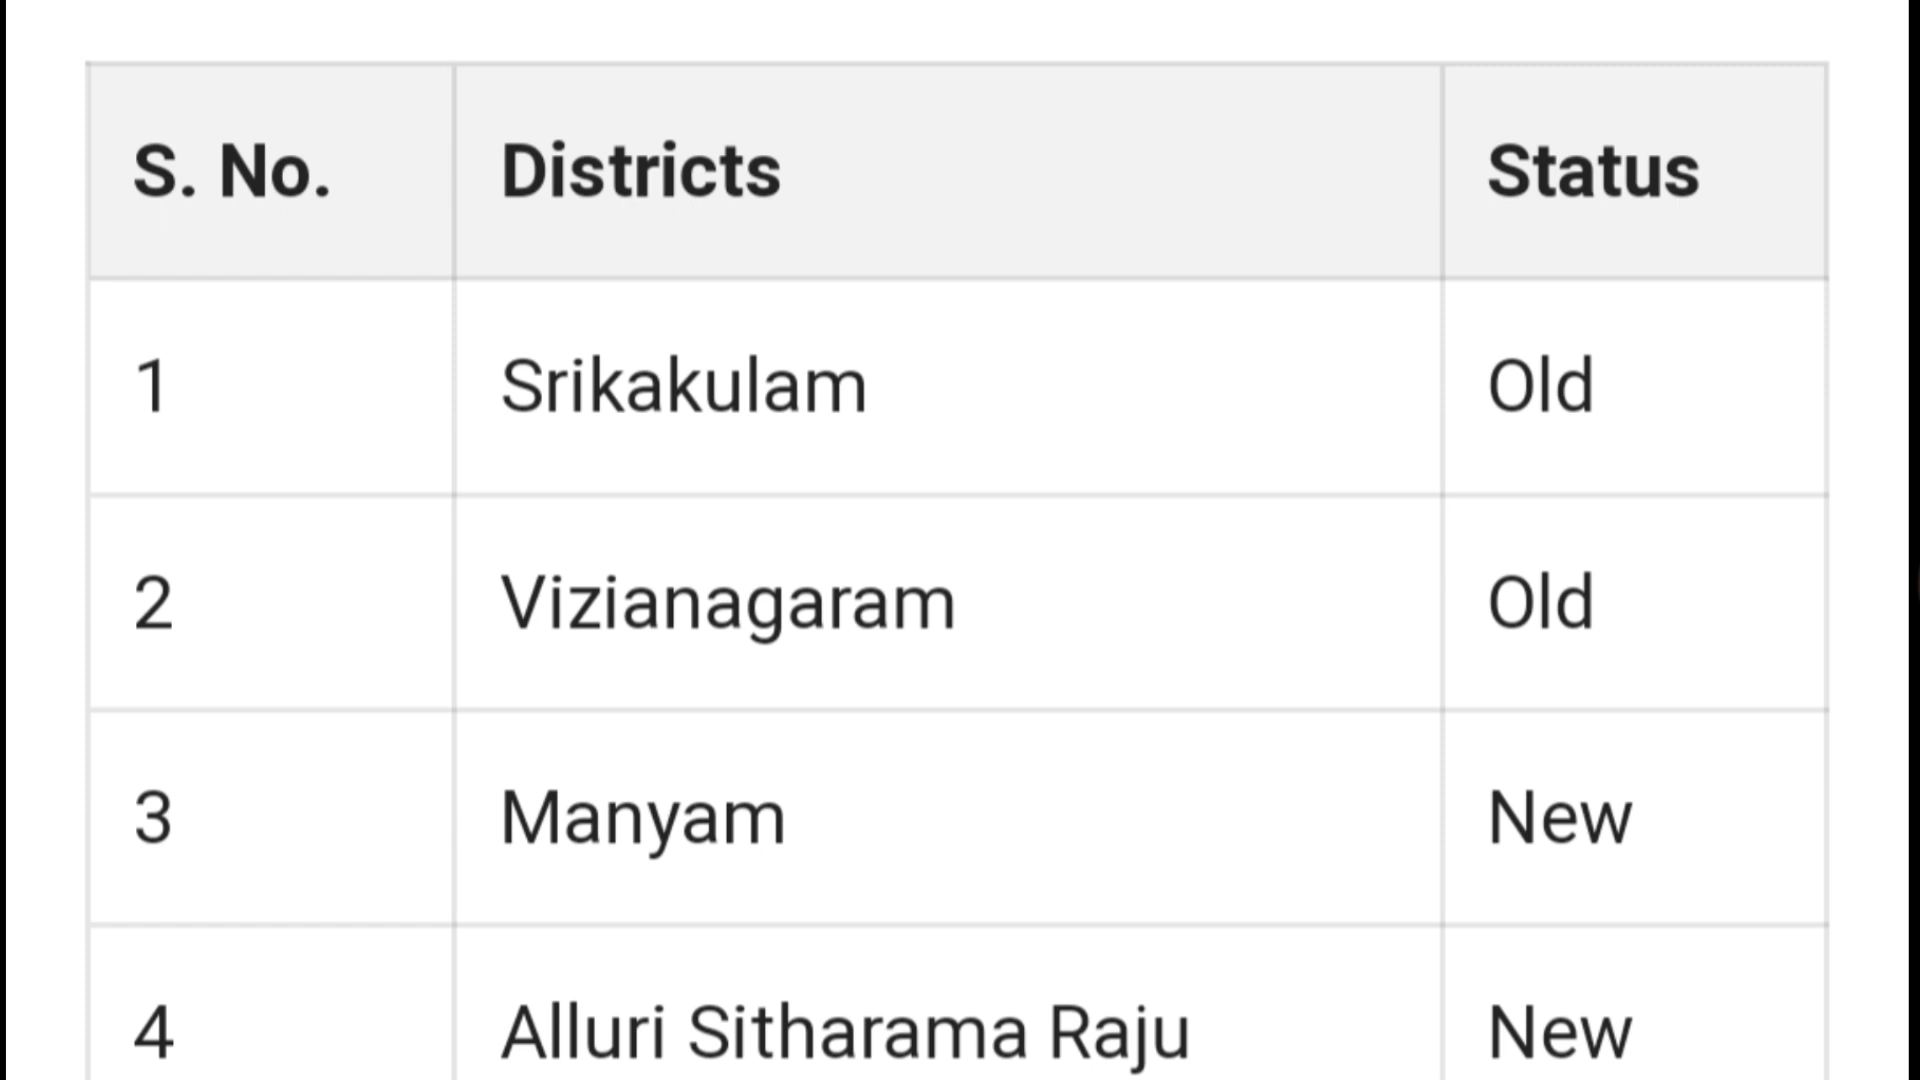 S. No. Districts Status
1 Srikakulam Old
2 Vizianagaram Old
3 Manyam New
4 Alluri Sitharama Raju New